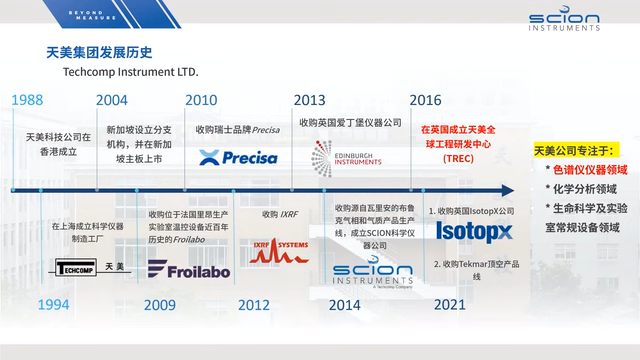 BEYOND
MEASURE
scion
INSTRUMENTS
天美集团发展历史
Techcomp Instrument LTD.
1988
2004
2010
2013
2016
天美科技公司在
香港成立
新加坡设立分支
机构，并在新加
坡主板上市
收购瑞士品牌Precisa
Precisa
收购英国爱丁堡仪器公司
EDINBURGH
INSTRUMENTS
在英国成立天美全
球工程研发中心
(TREC)
天美公司专注于：
* 色谱仪仪器领域
* 化学分析领域
* 生命科学及实验
室常规设备领域
在上海成立科学仪器
制造工厂
TECHCOMP 天 美
收购位于法国里昂生产
实验室温控设备近百年
历史的Froilabo
Froilabo
收购 IXRF
IXRF SYSTEMS
收购源自瓦里安的布鲁
克气相和气质产品生产
线，成立SCION科学仪
器公司
scion
INSTRUMENTS
A Techcomp Company
1. 收购英国IsotopX公司
Isotopx
2. 收购Tekmar顶空产品
线
1994
2009
2012
2014
2021